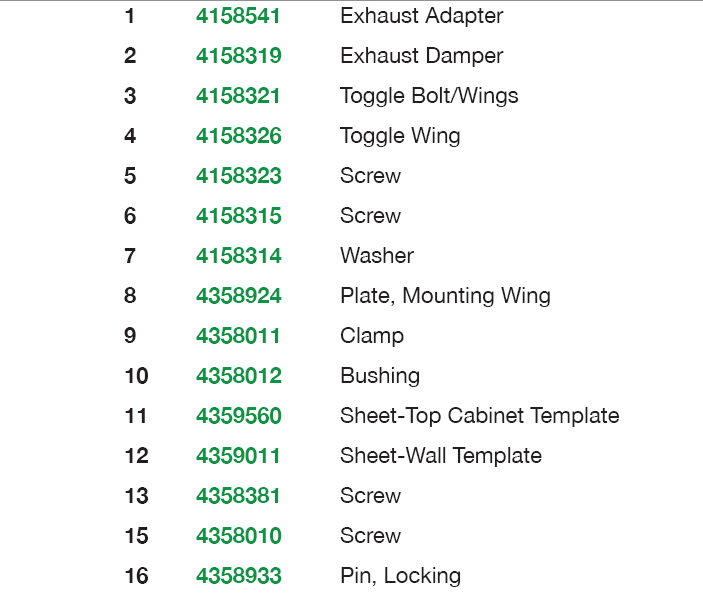 1 4158541 Exhaust Adapter
2 4158319 Exhaust Damper
3 4158321 Toggle Bolt/Wings
4 4158326 Toggle Wing
5 4158323 Screw
6 4158315 Screw
7 4158314 Washer
8 4358924 Plate, Mounting Wing
9 4358011 Clamp
10 4358012 Bushing
11 4359560 Sheet-Top Cabinet Template
12 4359011 Sheet-Wall Template
13 4358381 Screw
15 4358010 Screw
16 4358933 Pin, Locking